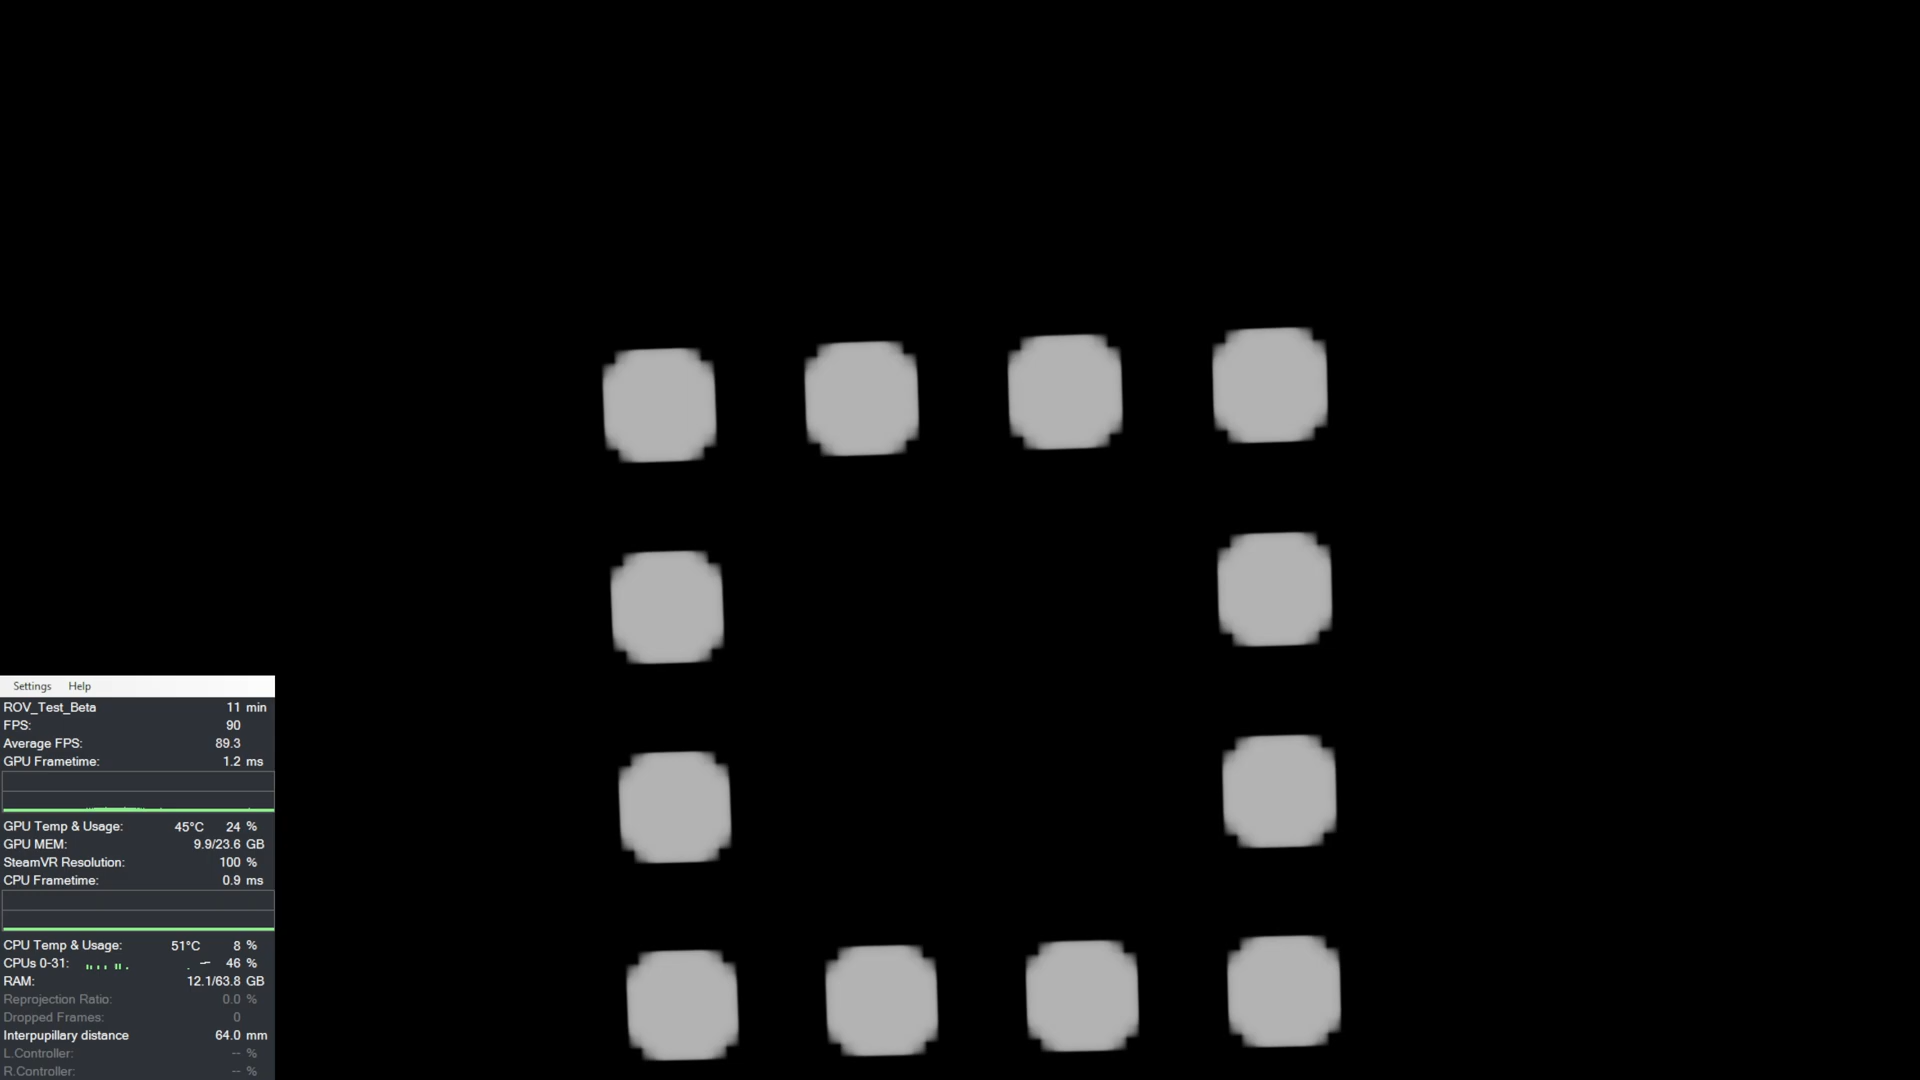 Settings Help
ROV_Test_Beta 11 min
FPS: 90
Average FPS: 89.3
GPU Frametime: 1.2 ms
GPU Temp & Usage: 45°C 24 %
GPU MEM: 9.9/23.6 GB
SteamVR Resolution: 100 %
CPU Frametime: 0.9 ms
CPU Temp & Usage: 51°C 8 %
CPUs 0-31: 46 %
RAM: 12.1/63.8 GB
Reprojection Ratio: 0.0 %
Dropped Frames: 0
Interpupillary distance 64.0 mm
L.Controller: -- %
R.Controller: -- %